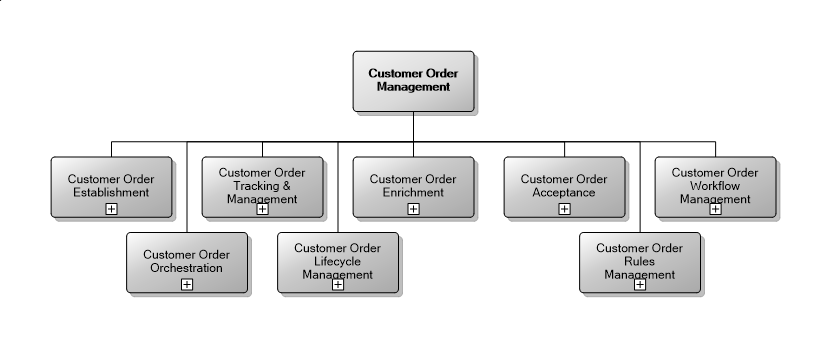 Customer Order
Management
Customer Order
Establishment
Customer Order
Tracking &
Management
Customer Order
Enrichment
Customer Order
Acceptance
Customer Order
Workflow
Management
Customer Order
Orchestration
Customer Order
Lifecycle
Management
Customer Order
Rules
Management